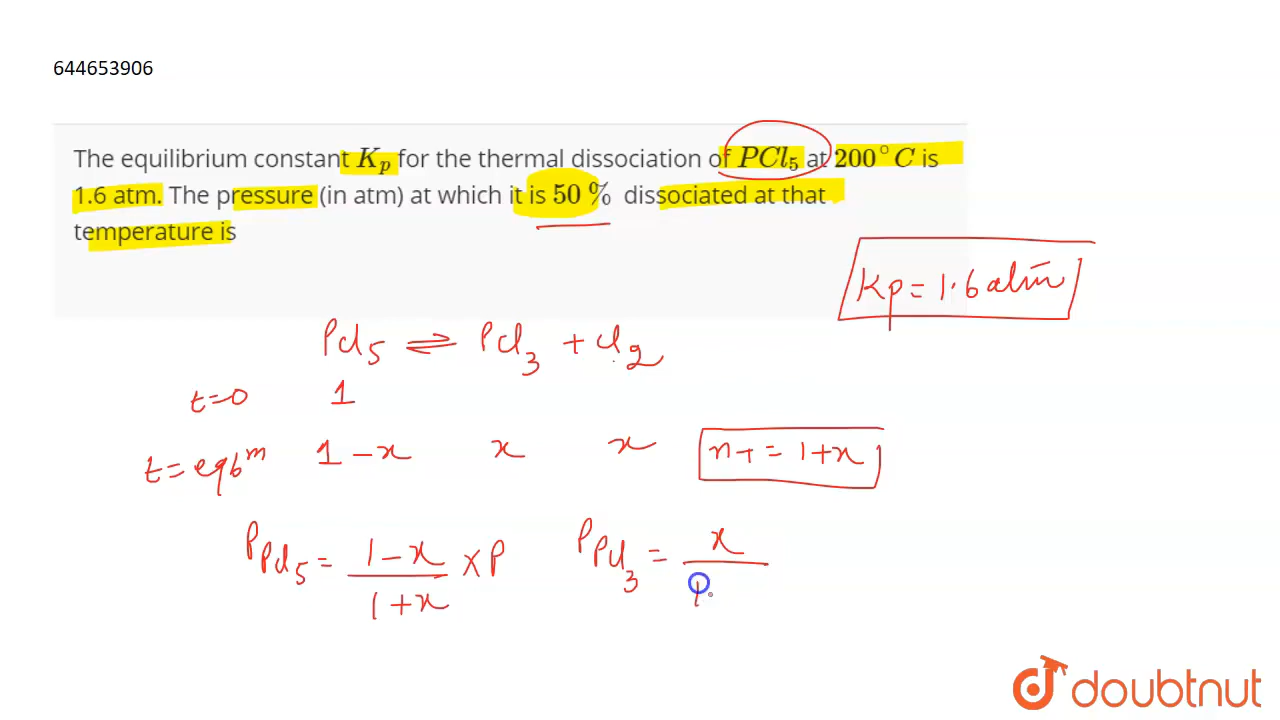 644653906
The equilibrium constant Kp for the thermal dissociation of PCl5 at 200°C is
1.6 atm. The pressure (in atm) at which it is 50 % dissociated at that
temperature is
Kp = 1.6 atm
PCl5 ⇌ PCl3 + Cl2
t=0 1
t=eqbm 1-x x x nT = 1+x
PPCl5 = 1-x/1+x × P PPCl3 = x/1
doubtnut